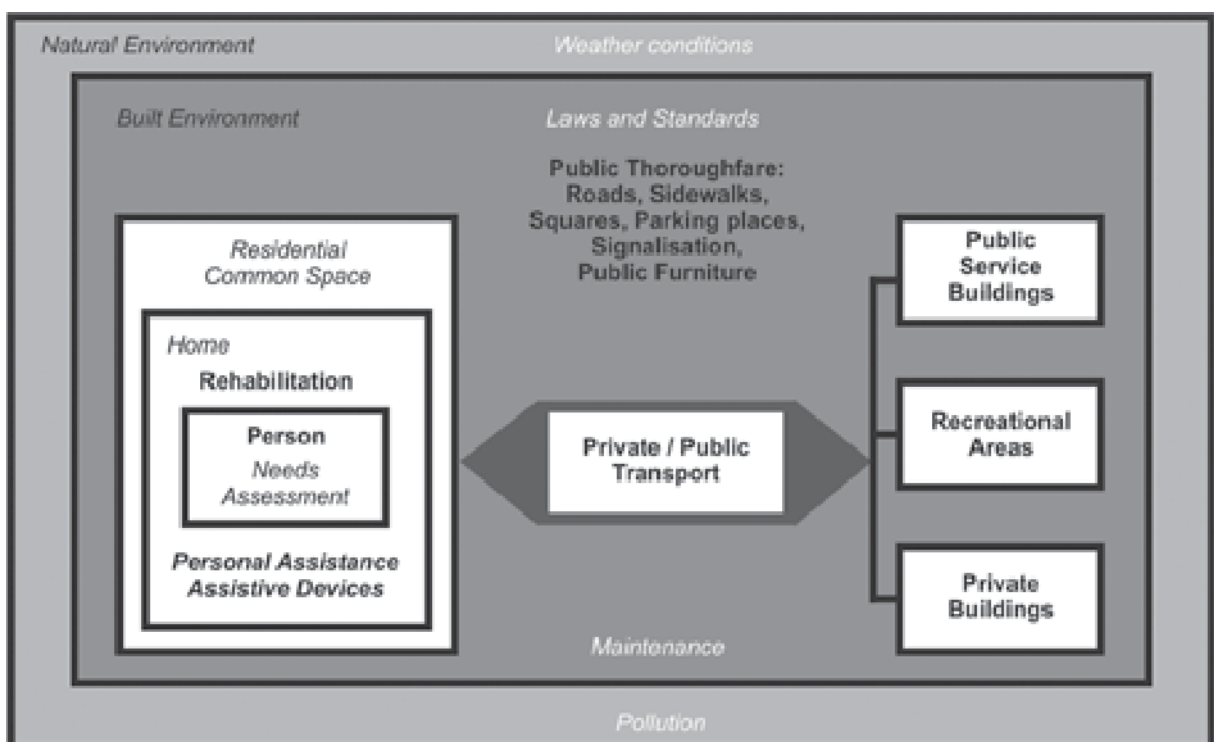 Natural Environment
Weather conditions
Built Environment
Laws and Standards
Public Thoroughfare:
Roads, Sidewalks,
Squares, Parking places,
Signalisation,
Public Furniture
Residential
Common Space
Home
Rehabilitation
Person
Needs
Assessment
Personal Assistance
Assistive Devices
Private / Public
Transport
Public
Service
Buildings
Recreational
Areas
Private
Buildings
Maintenance
Pollution